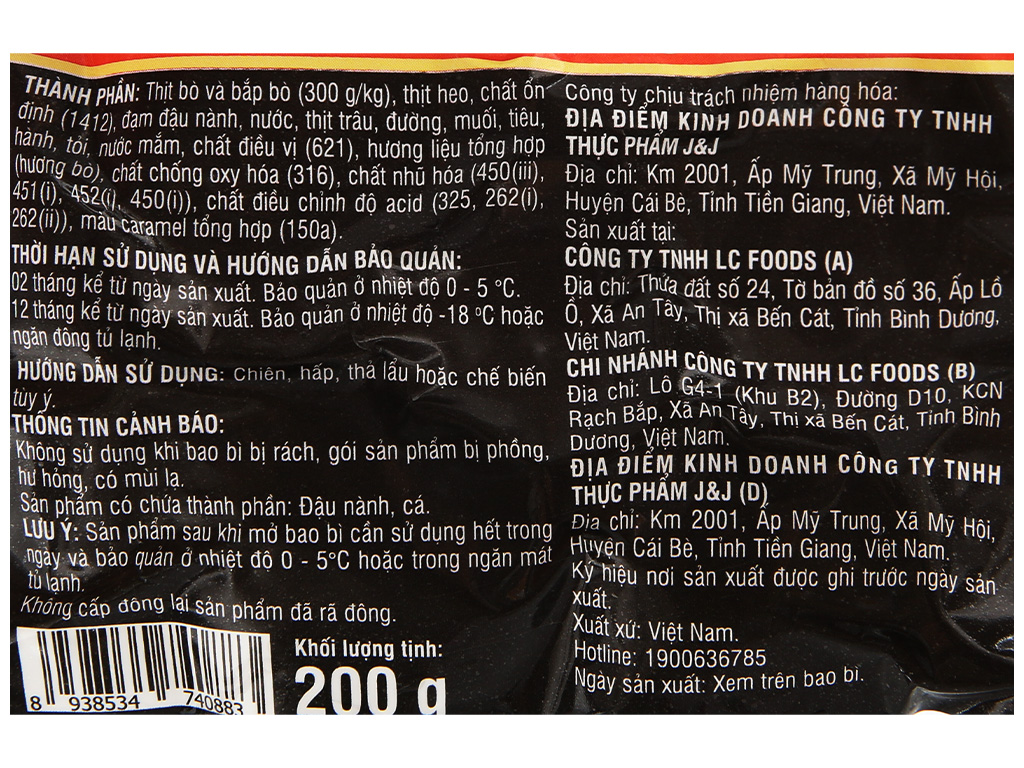 THÀNH PHẦN: Thịt bò và bắp bò (300 g/kg), thịt heo, chất ổn
định (1412), đạm đậu nành, nước, thịt trâu, đường, muối, tiêu,
hành, tỏi, nước mắm, chất điều vị (621), hương liệu tổng hợp
(hương bò), chất chống oxy hóa (316), chất nhũ hóa (450(iii),
451(i), 452(i), 450(i)), chất điều chỉnh độ acid (325, 262(i),
262(ii)), màu caramel tổng hợp (150a).
THỜI HẠN SỬ DỤNG VÀ HƯỚNG DẪN BẢO QUẢN:
02 tháng kể từ ngày sản xuất. Bảo quản ở nhiệt độ 0 - 5 °C.
12 tháng kể từ ngày sản xuất. Bảo quản ở nhiệt độ -18 °C hoặc
ngăn đông tủ lạnh.
HƯỚNG DẪN SỬ DỤNG: Chiên, hấp, thả lẩu hoặc chế biến
tùy ý.
THÔNG TIN CẢNH BÁO:
Không sử dụng khi bao bì bị rách, gói sản phẩm bị phồng,
hư hỏng, có mùi lạ.
Sản phẩm có chứa thành phần: Đậu nành, cá.
LƯU Ý: Sản phẩm sau khi mở bao bì cần sử dụng hết trong
ngày và bảo quản ở nhiệt độ 0 - 5°C hoặc trong ngăn mát
tủ lạnh.
Không cấp đông lại sản phẩm đã rã đông.
8 938534 740883
Khối lượng tịnh:
200 g
Công ty chịu trách nhiệm hàng hóa:
ĐỊA ĐIỂM KINH DOANH CÔNG TY TNHH
THỰC PHẨM J&J
Địa chỉ: Km 2001, Ấp Mỹ Trung, Xã Mỹ Hội,
Huyện Cái Bè, Tỉnh Tiền Giang, Việt Nam.
Sản xuất tại:
CÔNG TY TNHH LC FOODS (A)
Địa chỉ: Thửa đất số 24, Tờ bản đồ số 36, Ấp Lồ
Ồ, Xã An Tây, Thị xã Bến Cát, Tỉnh Bình Dương,
Việt Nam.
CHI NHÁNH CÔNG TY TNHH LC FOODS (B)
Địa chỉ: Lô G4-1 (Khu B2), Đường D10, KCN
Rạch Bắp, Xã An Tây, Thị xã Bến Cát, Tỉnh Bình
Dương, Việt Nam.
ĐỊA ĐIỂM KINH DOANH CÔNG TY TNHH
THỰC PHẨM J&J (D)
Địa chỉ: Km 2001, Ấp Mỹ Trung, Xã Mỹ Hội,
Huyện Cái Bè, Tỉnh Tiền Giang, Việt Nam.
Ký hiệu nơi sản xuất được ghi trước ngày sản
xuất.
Xuất xứ: Việt Nam.
Hotline: 1900636785
Ngày sản xuất: Xem trên bao bì.